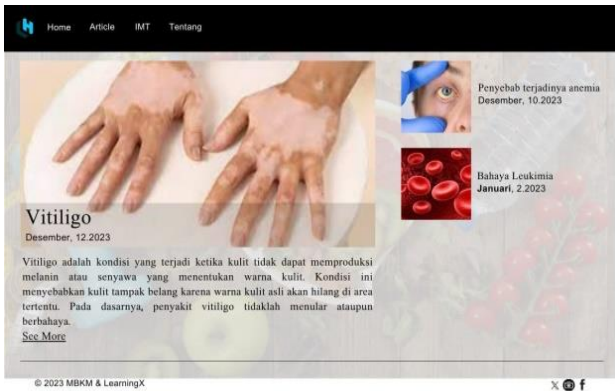 Home Article IMT Tentang
Vitiligo
Desember, 12.2023
Vitiligo adalah kondisi yang terjadi ketika kulit tidak dapat memproduksi
melanin atau senyawa yang menentukan warna kulit. Kondisi ini
menyebabkan kulit tampak belang karena warna kulit asli akan hilang di area
tertentu. Pada dasarnya, penyakit vitiligo tidaklah menular ataupun
berbahaya.
See More
Penyebab terjadinya anemia
Desember, 10.2023
Bahaya Leukimia
Januari, 2.2023
© 2023 MBKM & LearningX